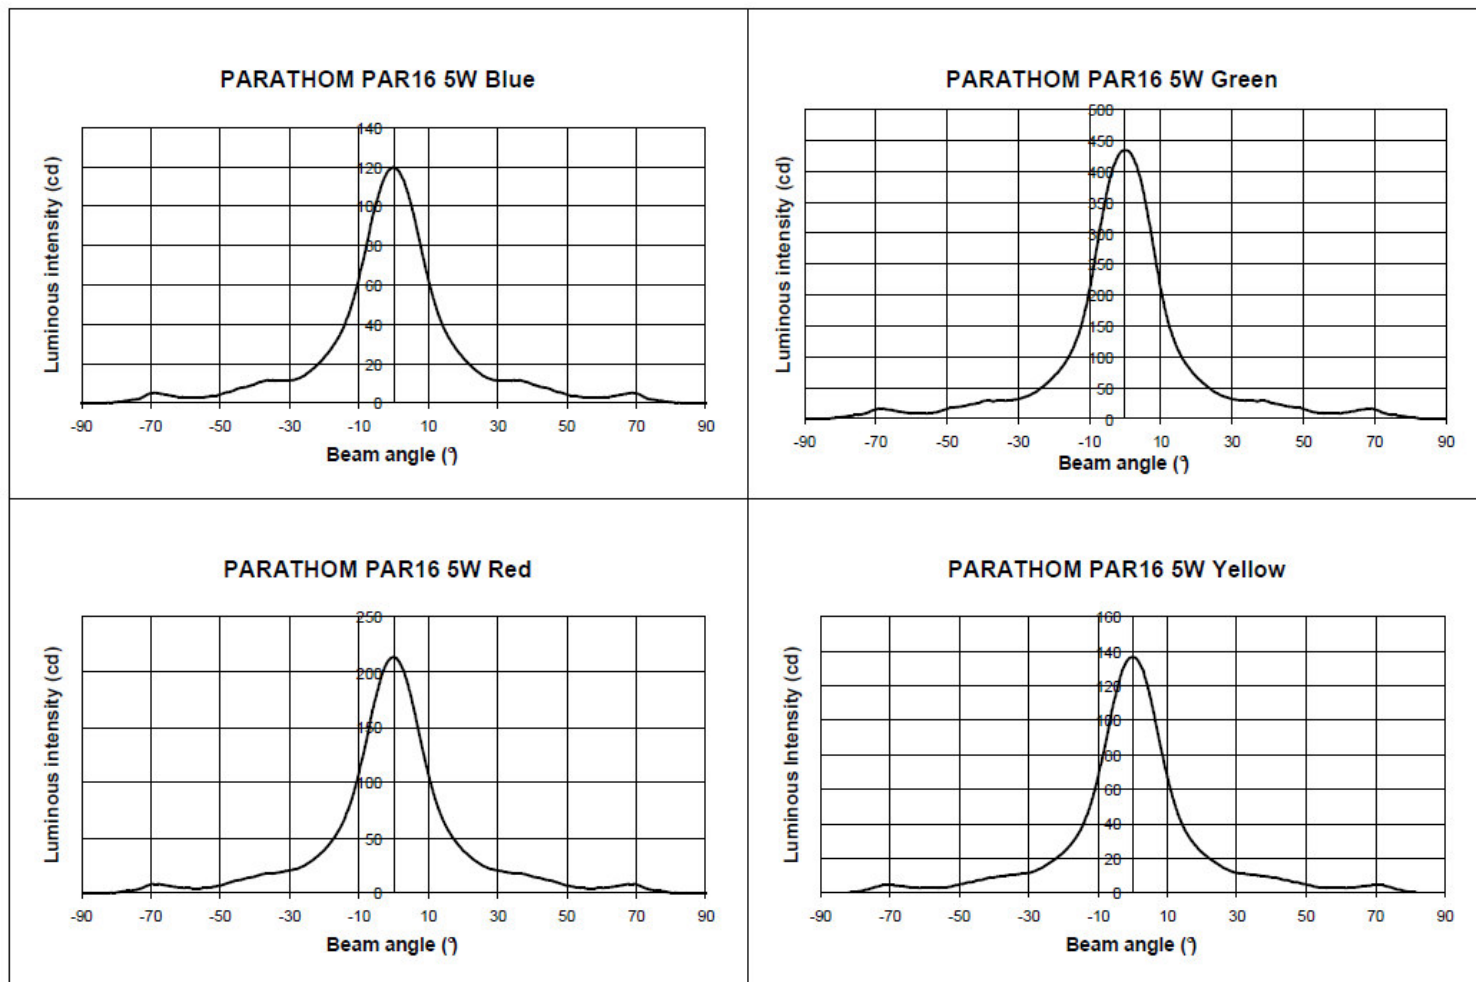 PARATHOM PAR16 5W Blue
Luminous intensity (cd)
140
120
100
80
60
40
20
0
-90 -70 -50 -30 -10 10 30 50 70 90
Beam angle (°)
PARATHOM PAR16 5W Green
Luminous intensity (cd)
500
450
400
350
300
250
200
150
100
50
0
-90 -70 -50 -30 -10 10 30 50 70 90
Beam angle (°)
PARATHOM PAR16 5W Red
Luminous intensity (cd)
250
200
150
100
50
0
-90 -70 -50 -30 -10 10 30 50 70 90
Beam angle (°)
PARATHOM PAR16 5W Yellow
Luminous Intensity (cd)
160
140
120
100
80
60
40
20
0
-90 -70 -50 -30 -10 10 30 50 70 90
Beam angle (°)